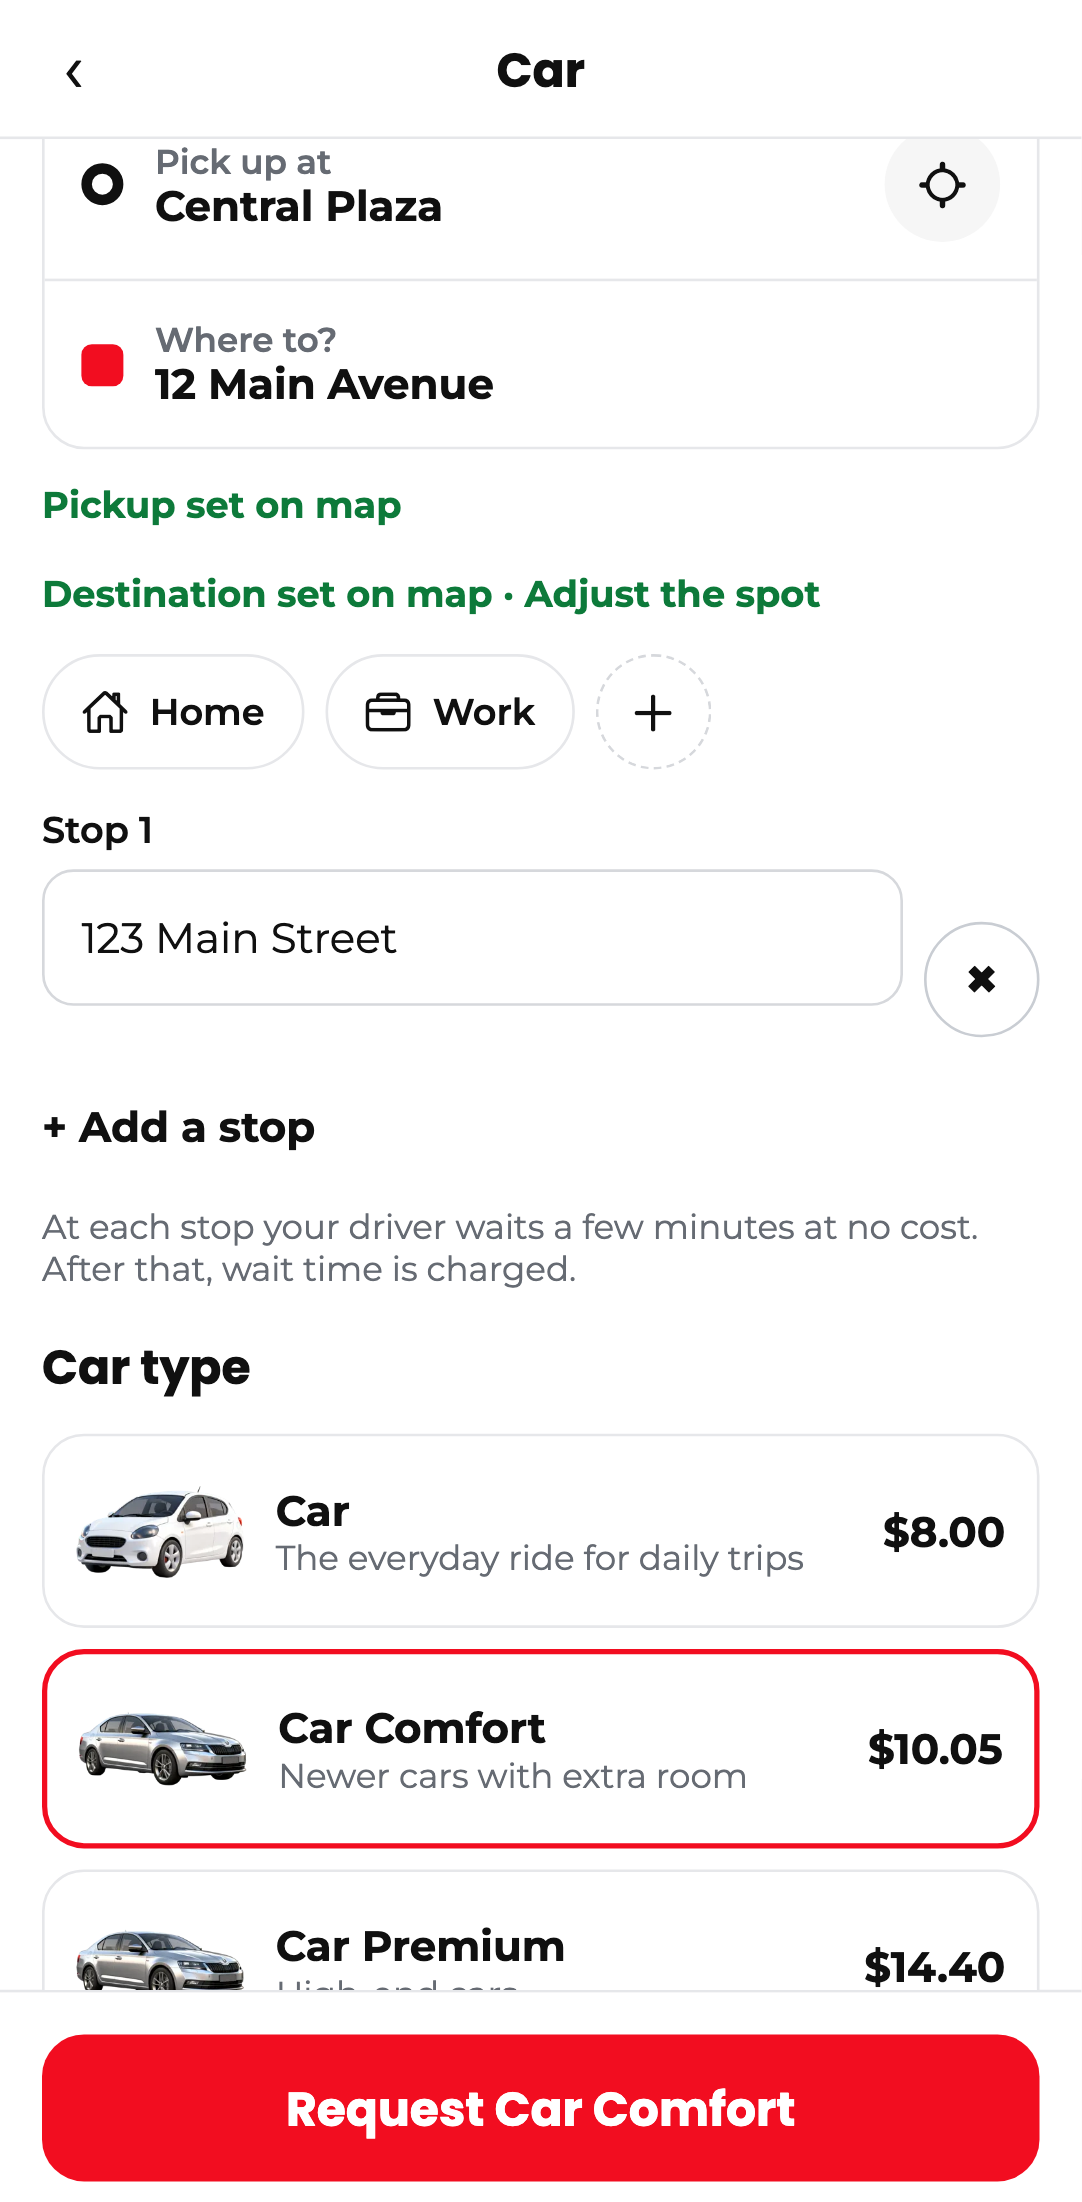 Car
Pick up at
Central Plaza
Where to?
12 Main Avenue
Pickup set on map
Destination set on map · Adjust the spot
Home
Work
Stop 1
123 Main Street
+ Add a stop
At each stop your driver waits a few minutes at no cost.
After that, wait time is charged.
Car type
Car
The everyday ride for daily trips
$8.00
Car Comfort
Newer cars with extra room
$10.05
Car Premium
High-end cars
$14.40
Request Car Comfort